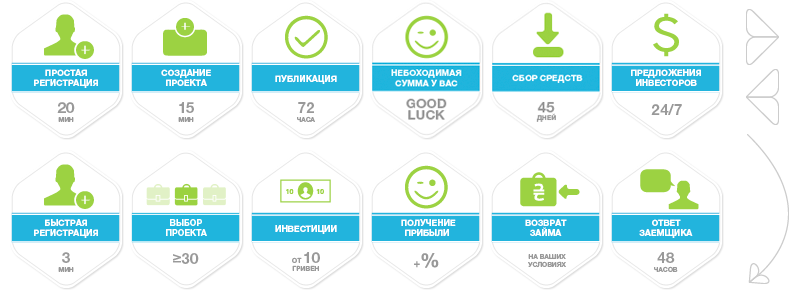 ПРОСТАЯ
РЕГИСТРАЦИЯ
20
МИН
СОЗДАНИЕ
ПРОЕКТА
15
МИН
ПУБЛИКАЦИЯ
72
ЧАСА
НЕБОХОДИМАЯ
СУММА У ВАС
GOOD
LUCK
СБОР СРЕДСТВ
45
ДНЕЙ
$
ПРЕДЛОЖЕНИЯ
ИНВЕСТОРОВ
24/7
БЫСТРАЯ
РЕГИСТРАЦИЯ
3
МИН
ВЫБОР
ПРОЕКТА
≥30
10 10
ИНВЕСТИЦИИ
ОТ 10
ГРИВЕН
ПОЛУЧЕНИЕ
ПРИБЫЛИ
+%
₴
ВОЗВРАТ
ЗАЙМА
НА ВАШИХ
УСЛОВИЯХ
ОТВЕТ
ЗАЕМЩИКА
48
ЧАСОВ